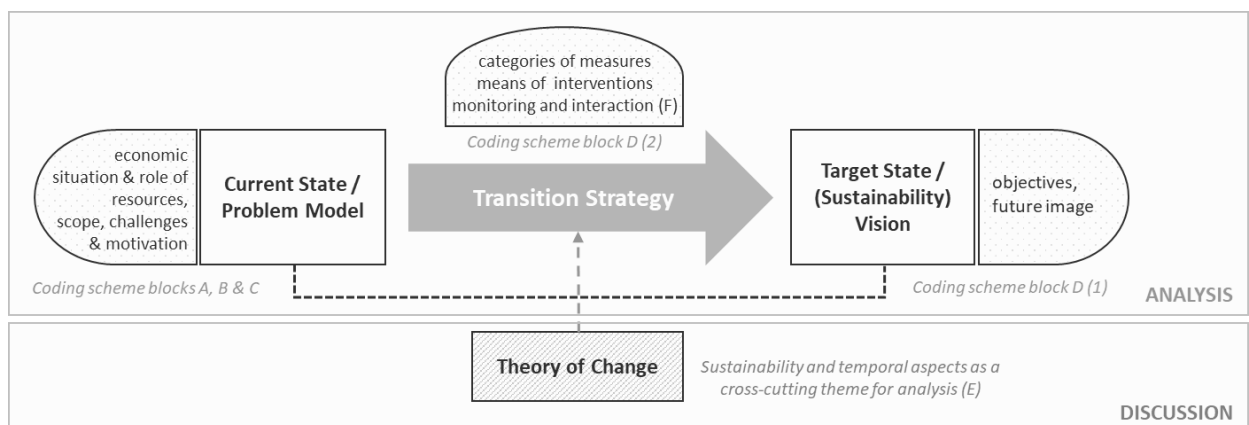 categories of measures
means of interventions
monitoring and interaction (F)
Coding scheme block D (2)
economic
situation & role of
resources,
scope, challenges
& motivation
Current State /
Problem Model
Transition Strategy
Target State /
(Sustainability)
Vision
objectives,
future image
Coding scheme blocks A, B & C
Coding scheme block D (1)
ANALYSIS
Theory of Change
Sustainability and temporal aspects as a
cross-cutting theme for analysis (E)
DISCUSSION